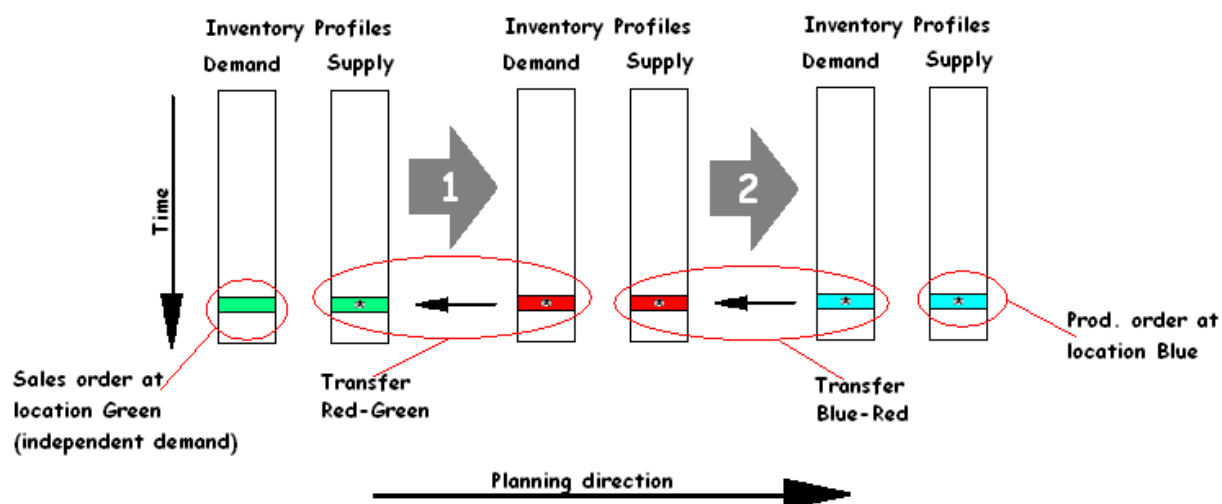 Inventory Profiles
Demand
Supply
Inventory Profiles
Demand
Supply
Inventory Profiles
Demand
Supply
Time
1
2
Sales order at
location Green
(independent demand)
Transfer
Red-Green
Transfer
Blue-Red
Prod. order at
location Blue
Planning direction